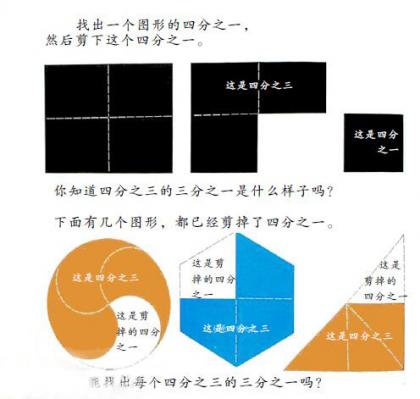 找出一个图形的四分之一，
然后剪下这个四分之一。
这是四分之三
这是四分
之一
你知道四分之三的三分之一是什么样子吗?
下面有几个图形，都已经剪掉了四分之一。
这是四分之三
这是剪
掉的四分
之一
这是剪
掉的四分
之一
这是四分之三
这是
剪掉的
四分之一
这是四分之三
能找出每个四分之三的三分之一吗?